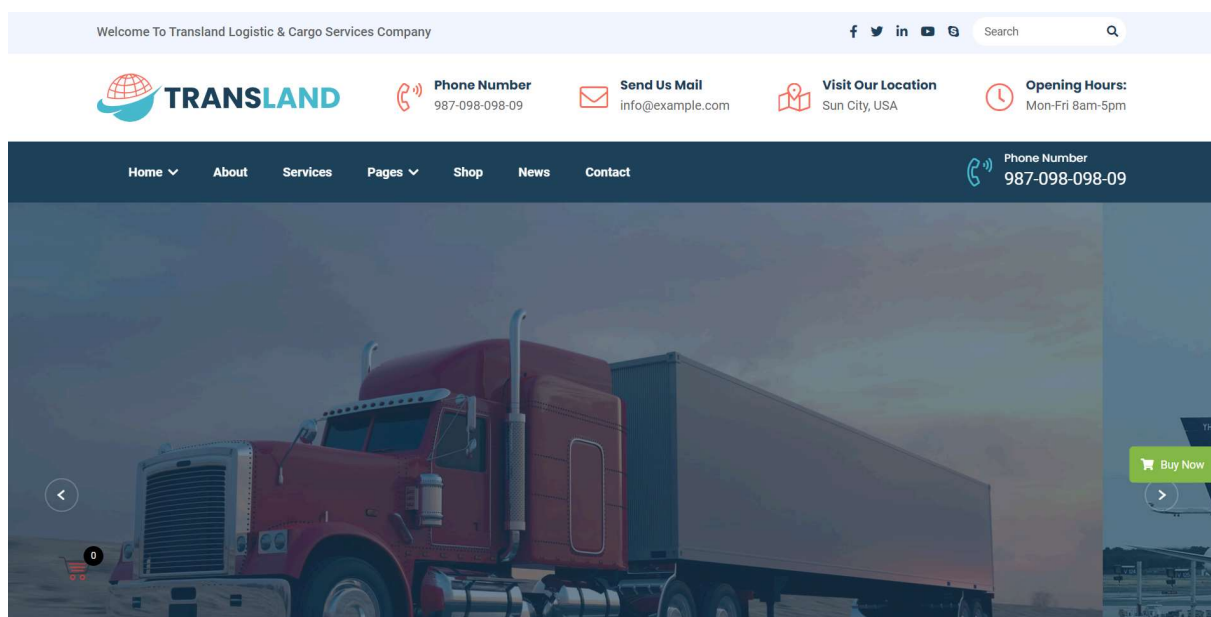 Welcome To Transland Logistic & Cargo Services Company
Search
TRANSLAND
Phone Number
987-098-098-09
Send Us Mail
info@example.com
Visit Our Location
Sun City, USA
Opening Hours:
Mon-Fri 8am-5pm
Home About Services Pages Shop News Contact
Phone Number
987-098-098-09
Buy Now
0